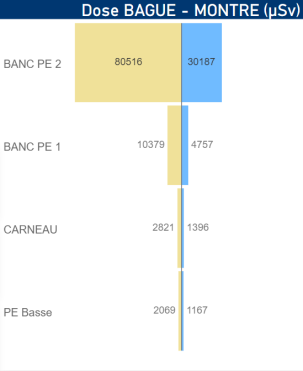 Dose BAGUE - MONTRE (µSv)
BANC PE 2 80516 30187
BANC PE 1 10379 4757
CARNEAU 2821 1396
PE Basse 2069 1167